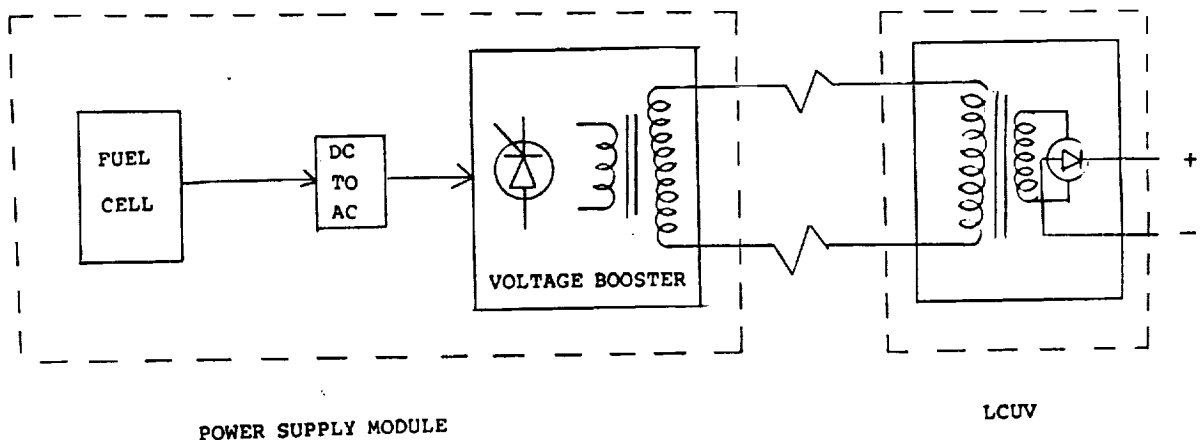 FUEL
CELL
DC
TO
AC
VOLTAGE BOOSTER
+
−
POWER SUPPLY MODULE
LCUV